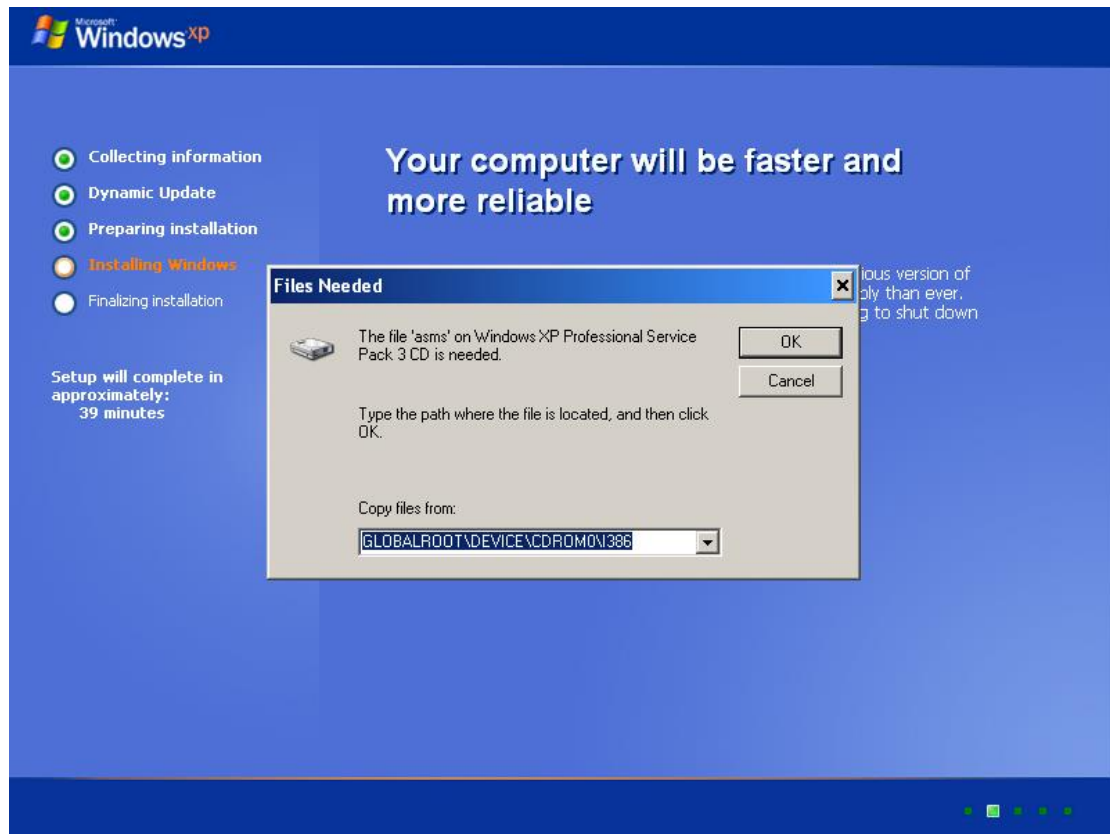 Microsoft
Windows xp
Collecting information
Dynamic Update
Preparing installation
Installing Windows
Finalizing installation
Setup will complete in
approximately:
39 minutes
Your computer will be faster and
more reliable
ious version of
ply than ever.
g to shut down
Files Needed
The file 'asms' on Windows XP Professional Service
Pack 3 CD is needed.
Type the path where the file is located, and then click
OK.
Copy files from:
GLOBALROOT\DEVICE\CDROM0\I386
OK
Cancel